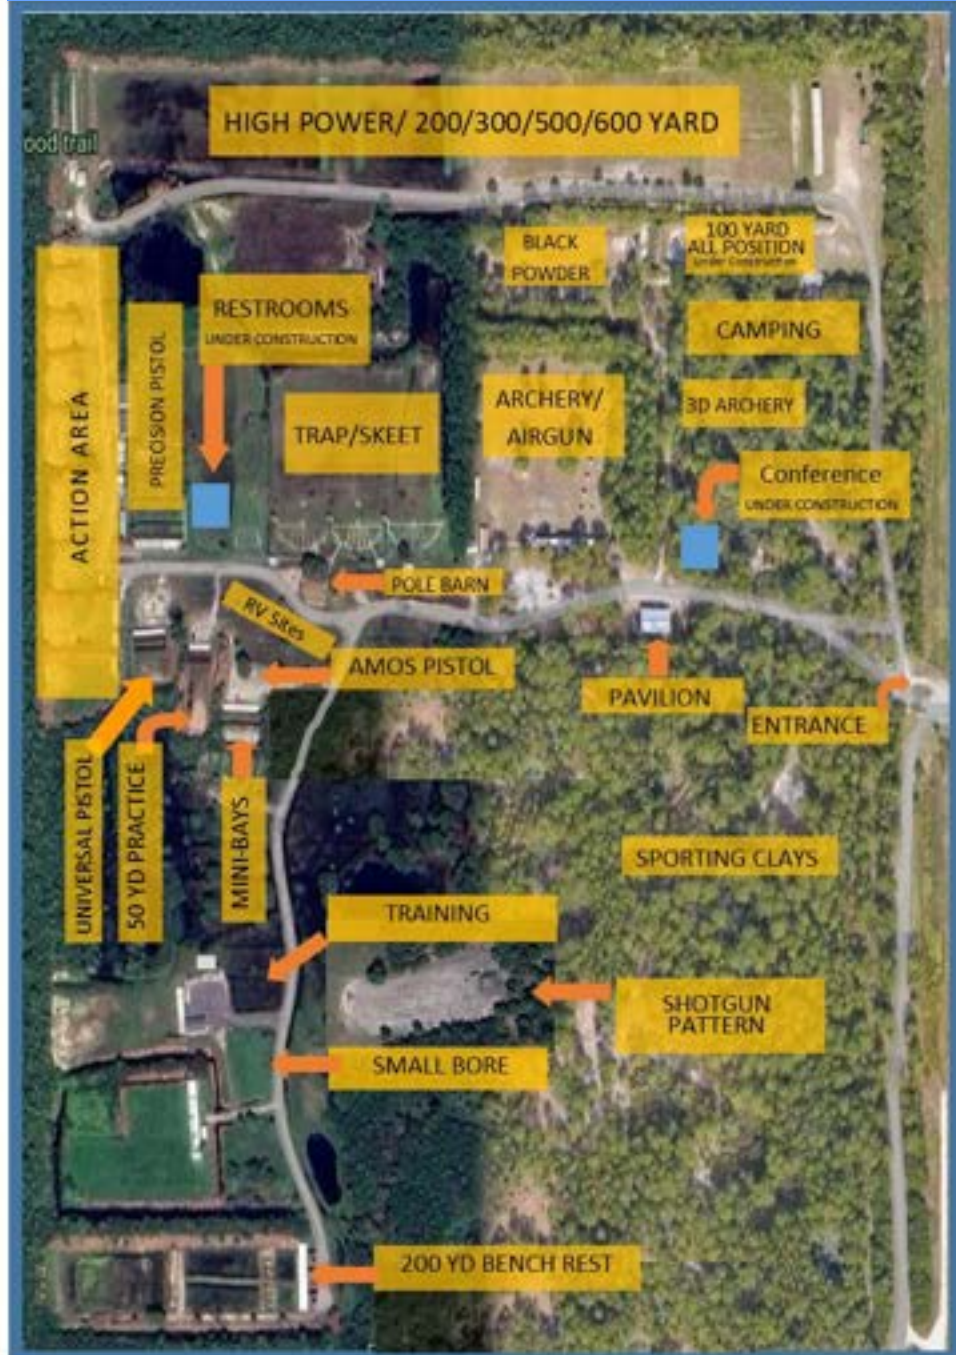 HIGH POWER/ 200/300/500/600 YARD
ood trail
BLACK
POWDER
100 YARD
ALL POSITION
Under Construction
RESTROOMS
UNDER CONSTRUCTION
CAMPING
ACTION AREA
PRECISION PISTOL
TRAP/SKEET
ARCHERY/
AIRGUN
3D ARCHERY
Conference
UNDER CONSTRUCTION
POLE BARN
RV Sites
AMOS PISTOL
PAVILION
ENTRANCE
UNIVERSAL PISTOL
50 YD PRACTICE
MINI-BAYS
SPORTING CLAYS
TRAINING
SHOTGUN
PATTERN
SMALL BORE
200 YD BENCH REST